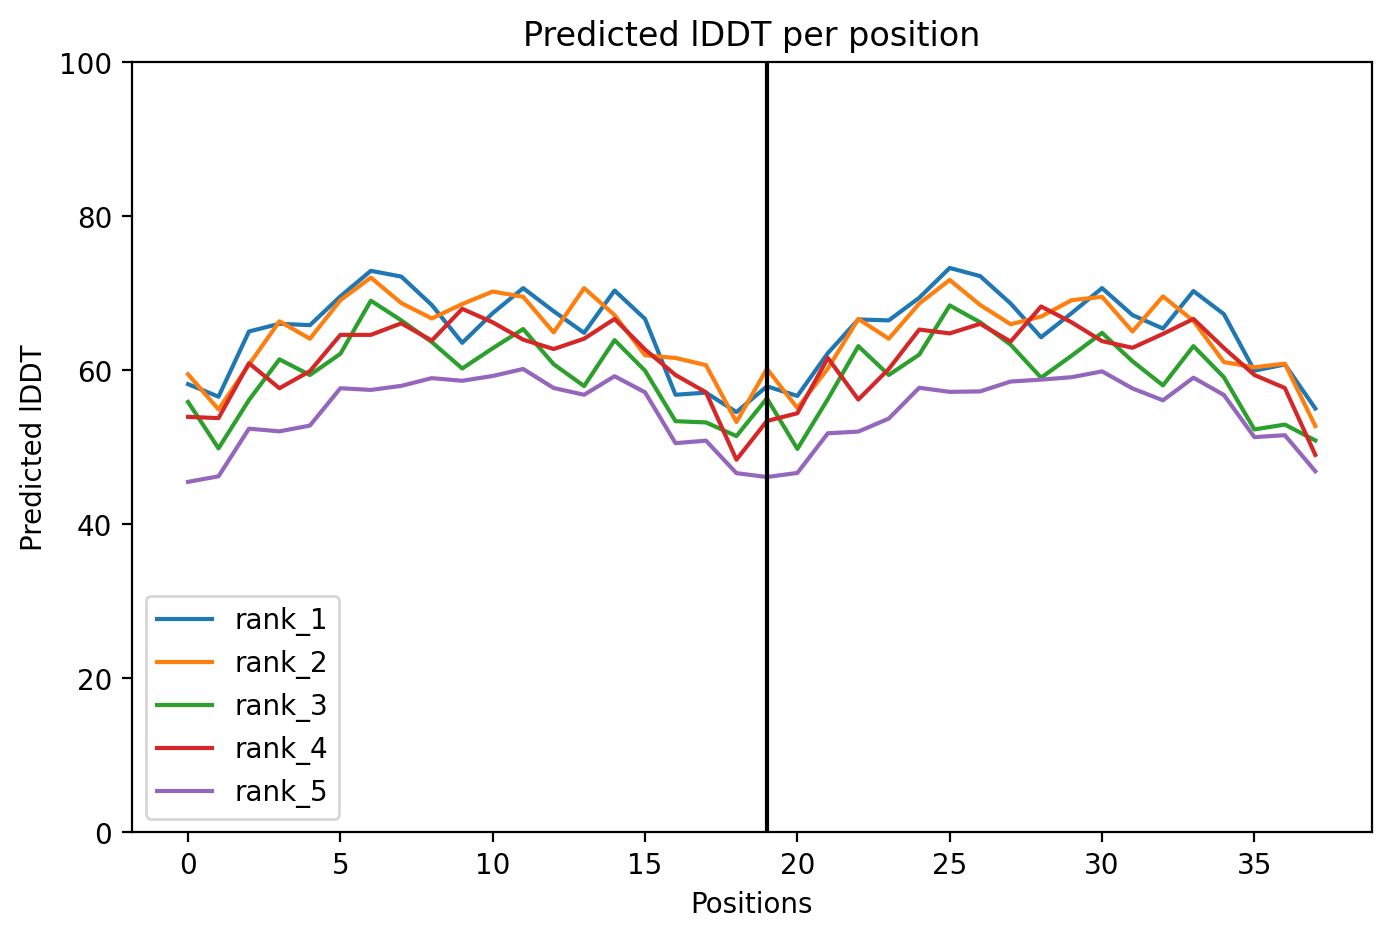 Predicted lDDT per position
Predicted lDDT
100
80
60
40
20
0
rank_1
rank_2
rank_3
rank_4
rank_5
0 5 10 15 20 25 30 35
Positions